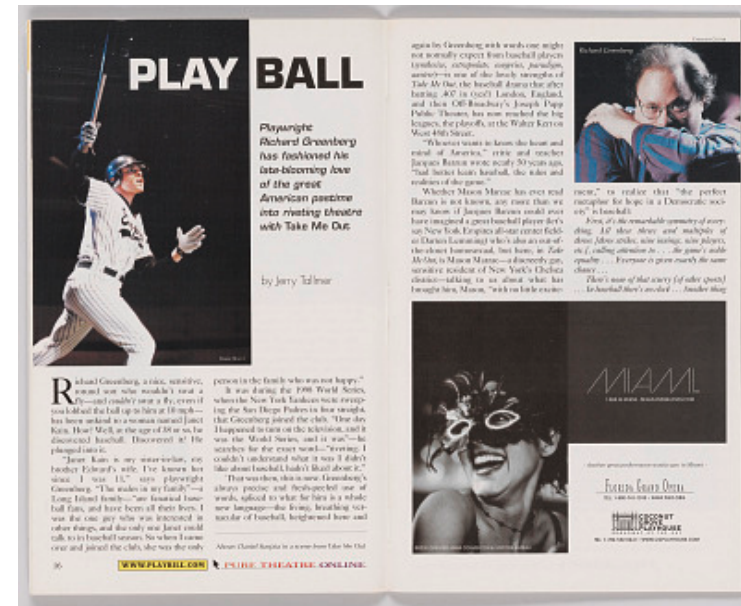 PLAY BALL
Playwright
Richard Greenberg
has fashioned his
late-blooming love
of the great
American pastime
into riveting theatre
with Take Me Out
by Jerry Tallmer
Richard Greenberg, a nice, sensitive,
round son who wouldn't swat a
fly—and couldn't swat a fly, even if
you lobbed the ball up to him at 10 mph—
has been unkind to a woman named Janet
Kain. How? Well, at the age of 38 or so, he
discovered baseball. Discovered it! He
plunged into it.
"Janet Kain is my sister-in-law, my
brother Edward's wife. I've known her
since I was 13," says playwright
Greenberg. "The males in my family"—a
Long Island family—"are fanatical base-
ball fans, and have been all their lives. I
was the one guy who was interested in
other things, and the only one Janet could
talk to in baseball season. So when I came
over and joined the club, she was the only
person in the family who was not happy."
It was during the 1998 World Series,
when the New York Yankees were sweep-
ing the San Diego Padres in four straight,
that Greenberg joined the club. "One day
I happened to turn on the television, and it
was the World Series, and it was"—he
searches for the exact word—"riveting. I
couldn't understand what it was I didn't
like about baseball, hadn't liked about it."
That was then, this is now. Greenberg's
always precise and fresh-peeled use of
words, spliced to what for him is a whole
new language—the living, breathing ver-
nacular of baseball, heightened here and
Above: Daniel Sunjata in a scene from Take Me Out
36
WWW.PLAYBILL.COM
PURE THEATRE ONLINE
again by Greenberg with words one might
not normally expect from baseball players
is one of the lovely strengths of
Take Me Out, the baseball drama that after
batting .407 in (yes!) London, England,
and then Off-Broadway's Joseph Papp
Public Theater, has now reached the big
leagues, the playoffs, at the Walter Kerr on
West 48th Street.
"Whoever wants to know the heart and
mind of America," critic and teacher
Jacques Barzun wrote nearly 50 years ago,
"had better learn baseball, the rules and
realities of the game."
Whether Mason Marzac has ever read
Barzun is not known, any more than we
may know if Jacques Barzun could ever
have imagined a great baseball player (let's
say New York Empires all-star center field-
er Darren Lemming) who's also an out-of-
the-closet homosexual, but here, in Take
Me Out, is Mason Marzac—a discreetly gay,
sensitive resident of New York's Chelsea
district—talking to us about what has
brought him, Mason, "with no little excite-
Richard Greenberg
ment," to realize that "the perfect
metaphor for hope in a Democratic soci-
ety" is baseball.
First, it's the remarkable symmetry of every-
thing. All these threes and multiples of
three [three strikes, nine innings, nine players,
etc.], calling attention to . . . the game's noble
equality . . . Everyone is given exactly the same
chance . . .
There's none of that scurry [of other sports]
. . . In baseball there's no clock . . . Another thing
MIAMI
FLORIDA GRAND OPERA
COCONUT
GROVE
PLAYHOUSE